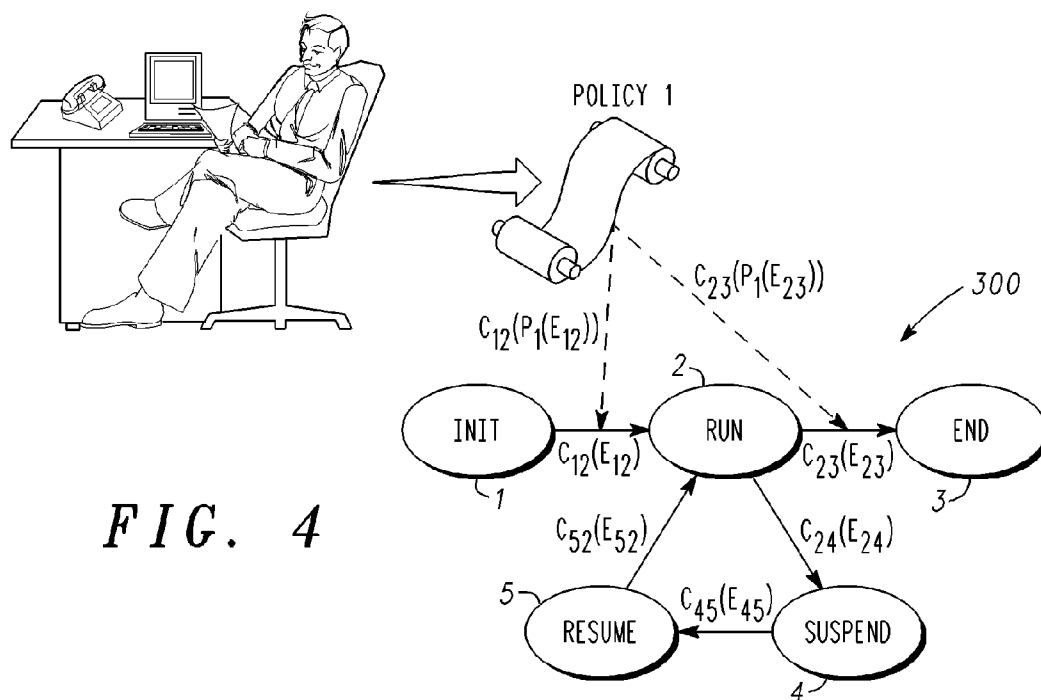 POLICY 1
C₂₃(P₁(E₂₃))
300
C₁₂(P₁(E₁₂))
2
INIT
RUN
END
C₁₂(E₁₂)
C₂₃(E₂₃)
1
3
FIG. 4
C₅₂(E₅₂)
C₂₄(E₂₄)
5
C₄₅(E₄₅)
RESUME
SUSPEND
4